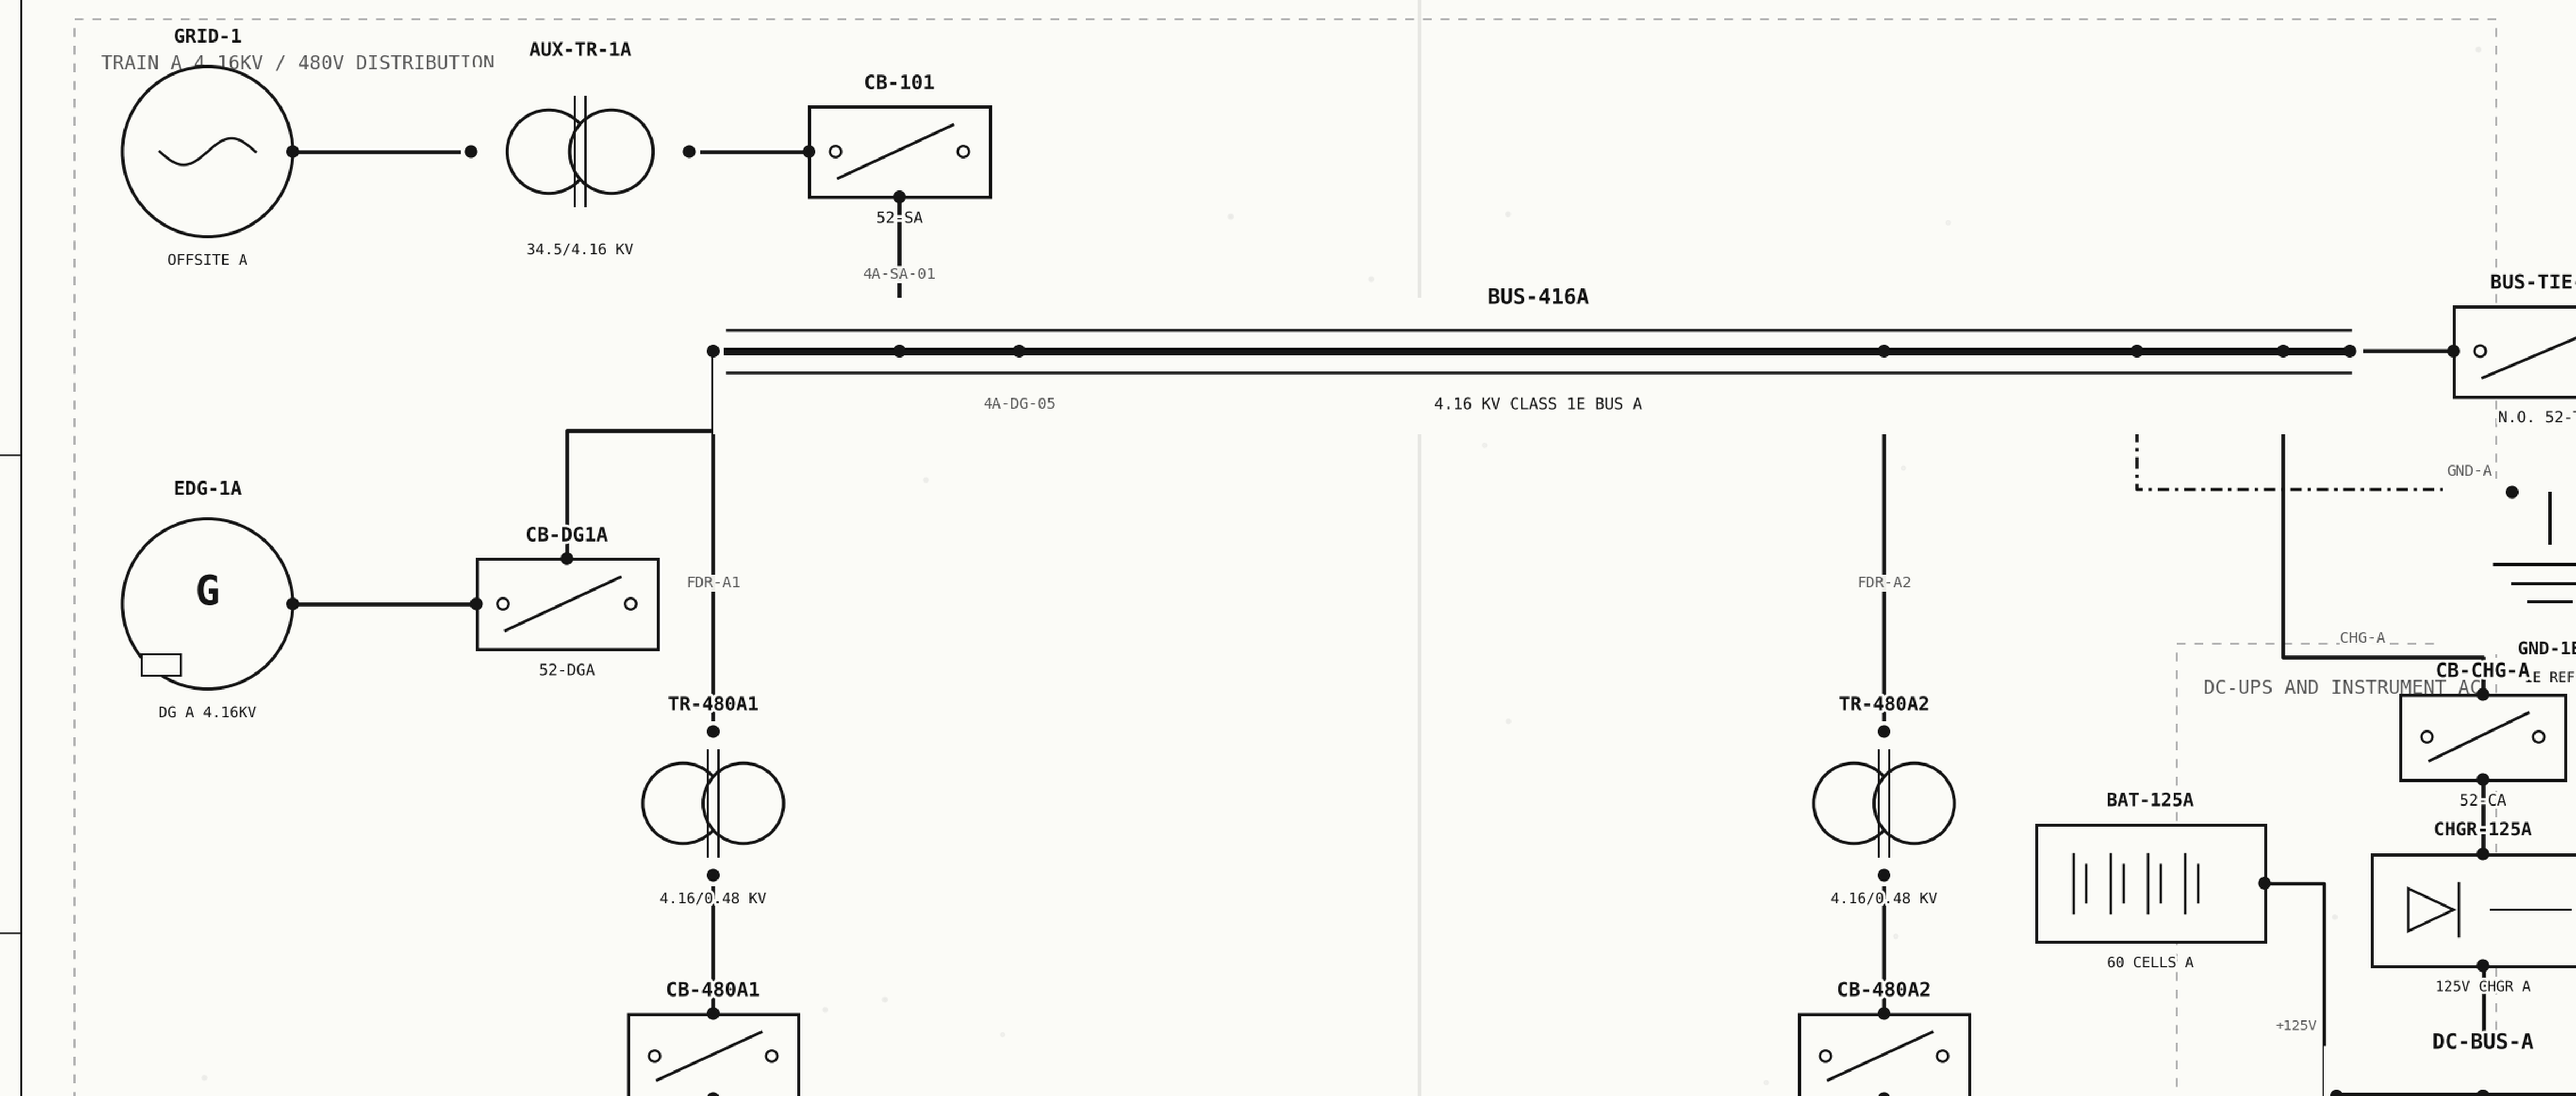 GRID-1
TRAIN A 4.16KV / 480V DISTRIBUTION
AUX-TR-1A
CB-101
52-SA
OFFSITE A
34.5/4.16 KV
4A-SA-01
BUS-416A
BUS-TIE-
4A-DG-05
4.16 KV CLASS 1E BUS A
N.O. 52-
GND-A
EDG-1A
CB-DG1A
G
FDR-A1
FDR-A2
52-DGA
DG A 4.16KV
CHG-A
GND-1E
CB-CHG-A
1E REF
DC-UPS AND INSTRUMENT AC
TR-480A1
TR-480A2
BAT-125A
52-CA
CHGR-125A
4.16/0.48 KV
4.16/0.48 KV
60 CELLS A
125V CHGR A
CB-480A1
CB-480A2
+125V
DC-BUS-A